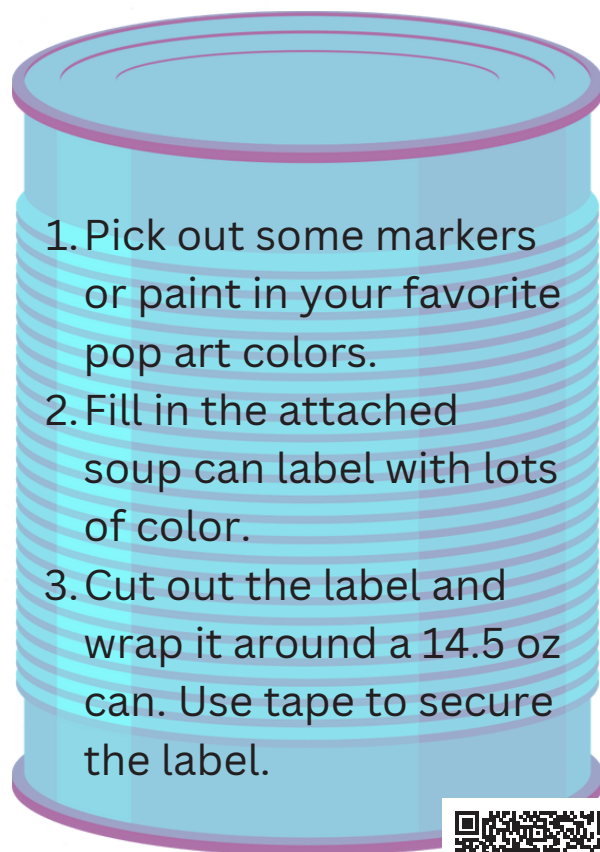 1. Pick out some markers
or paint in your favorite
pop art colors.
2. Fill in the attached
soup can label with lots
of color.
3. Cut out the label and
wrap it around a 14.5 oz
can. Use tape to secure
the label.